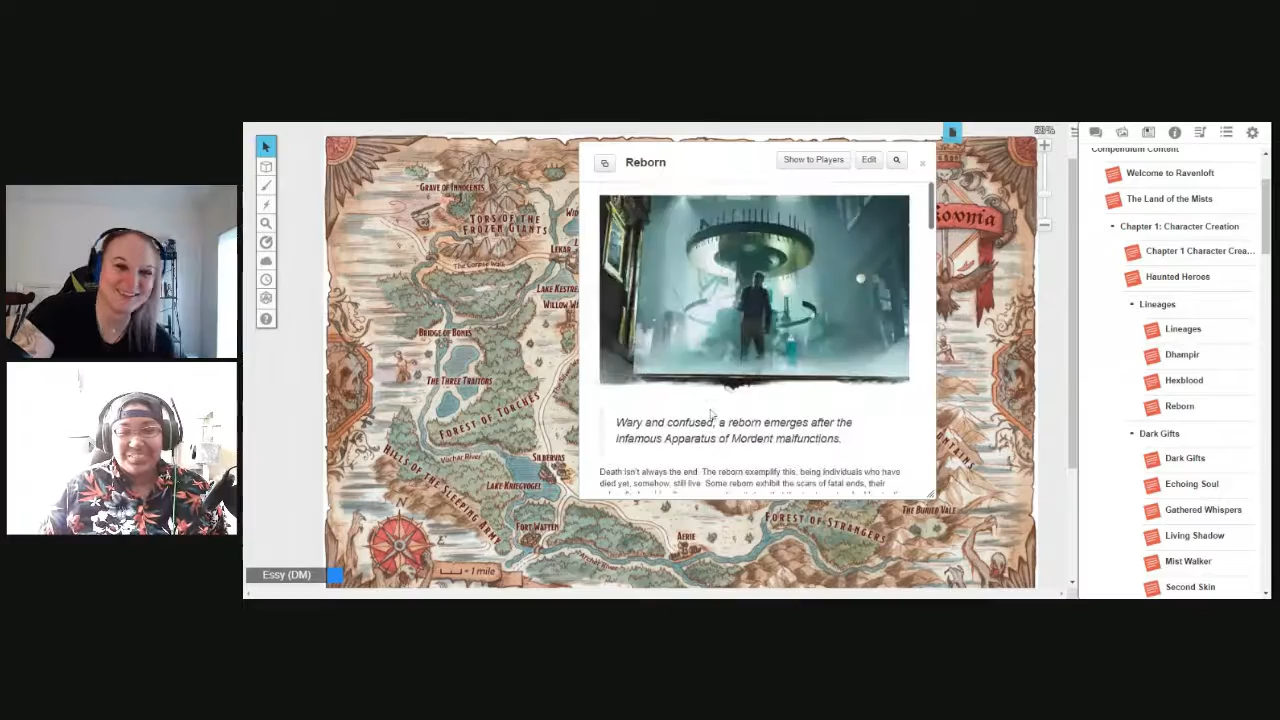 Reborn
Show to Players
Edit
Wary and confused, a reborn emerges after the
infamous Apparatus of Mordent malfunctions.
Death isn't always the end. The reborn exemplify this, being individuals who have
died yet, somehow, still live. Some reborn exhibit the scars of fatal ends, their
GRAVE OF INNOCENTS
TORS OF THE
FROZEN GIANTS
The Corpse Walk
BRIDGE OF BONES
THE THREE TRAITORS
FOREST OF TORCHES
HILLS OF THE SLEEPING ARMY
LAKE KRIEGVOGEL
SILBERVAS
FORT WATTEN
AERIE
FOREST OF STRANGERS
THE BURIED VALE
= 1 mile
Essy (DM)
Compendium Content
Welcome to Ravenloft
The Land of the Mists
Chapter 1: Character Creation
Chapter 1 Character Crea...
Haunted Heroes
Lineages
Lineages
Dhampir
Hexblood
Reborn
Dark Gifts
Dark Gifts
Echoing Soul
Gathered Whispers
Living Shadow
Mist Walker
Second Skin